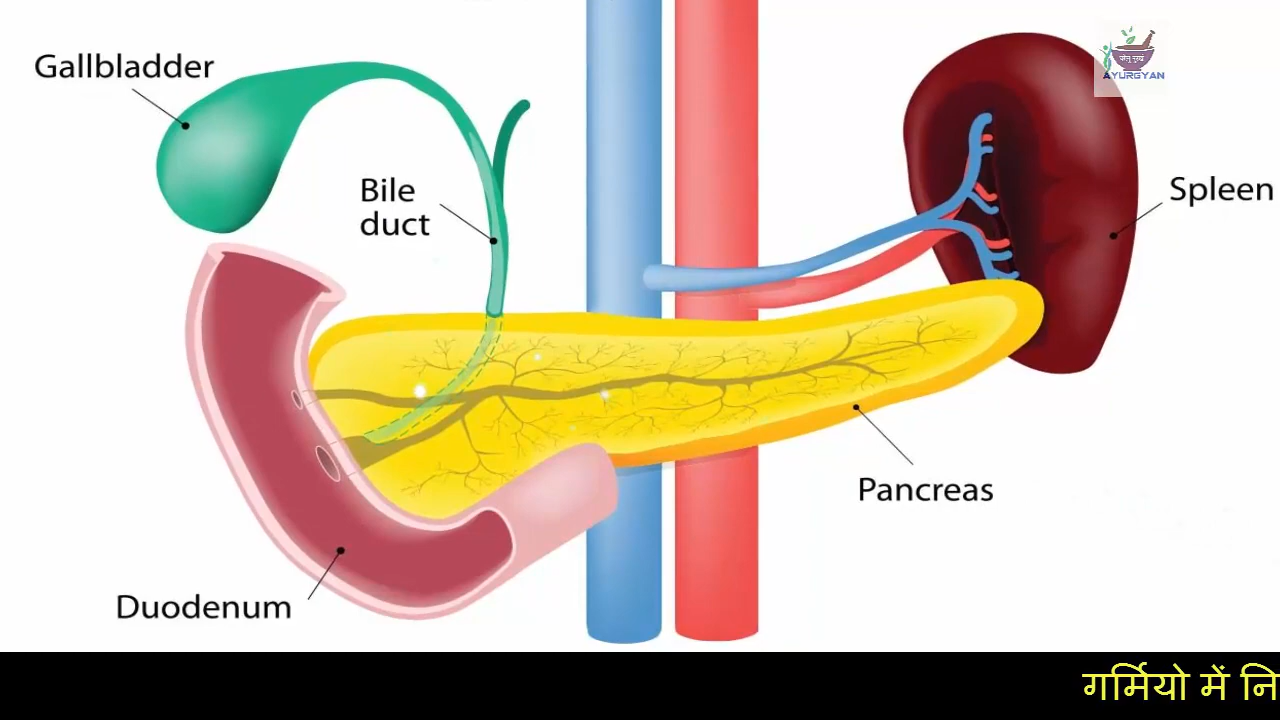 Gallbladder
AYURGYAN
Bile
duct
Spleen
Pancreas
Duodenum
गर्मियो में नि